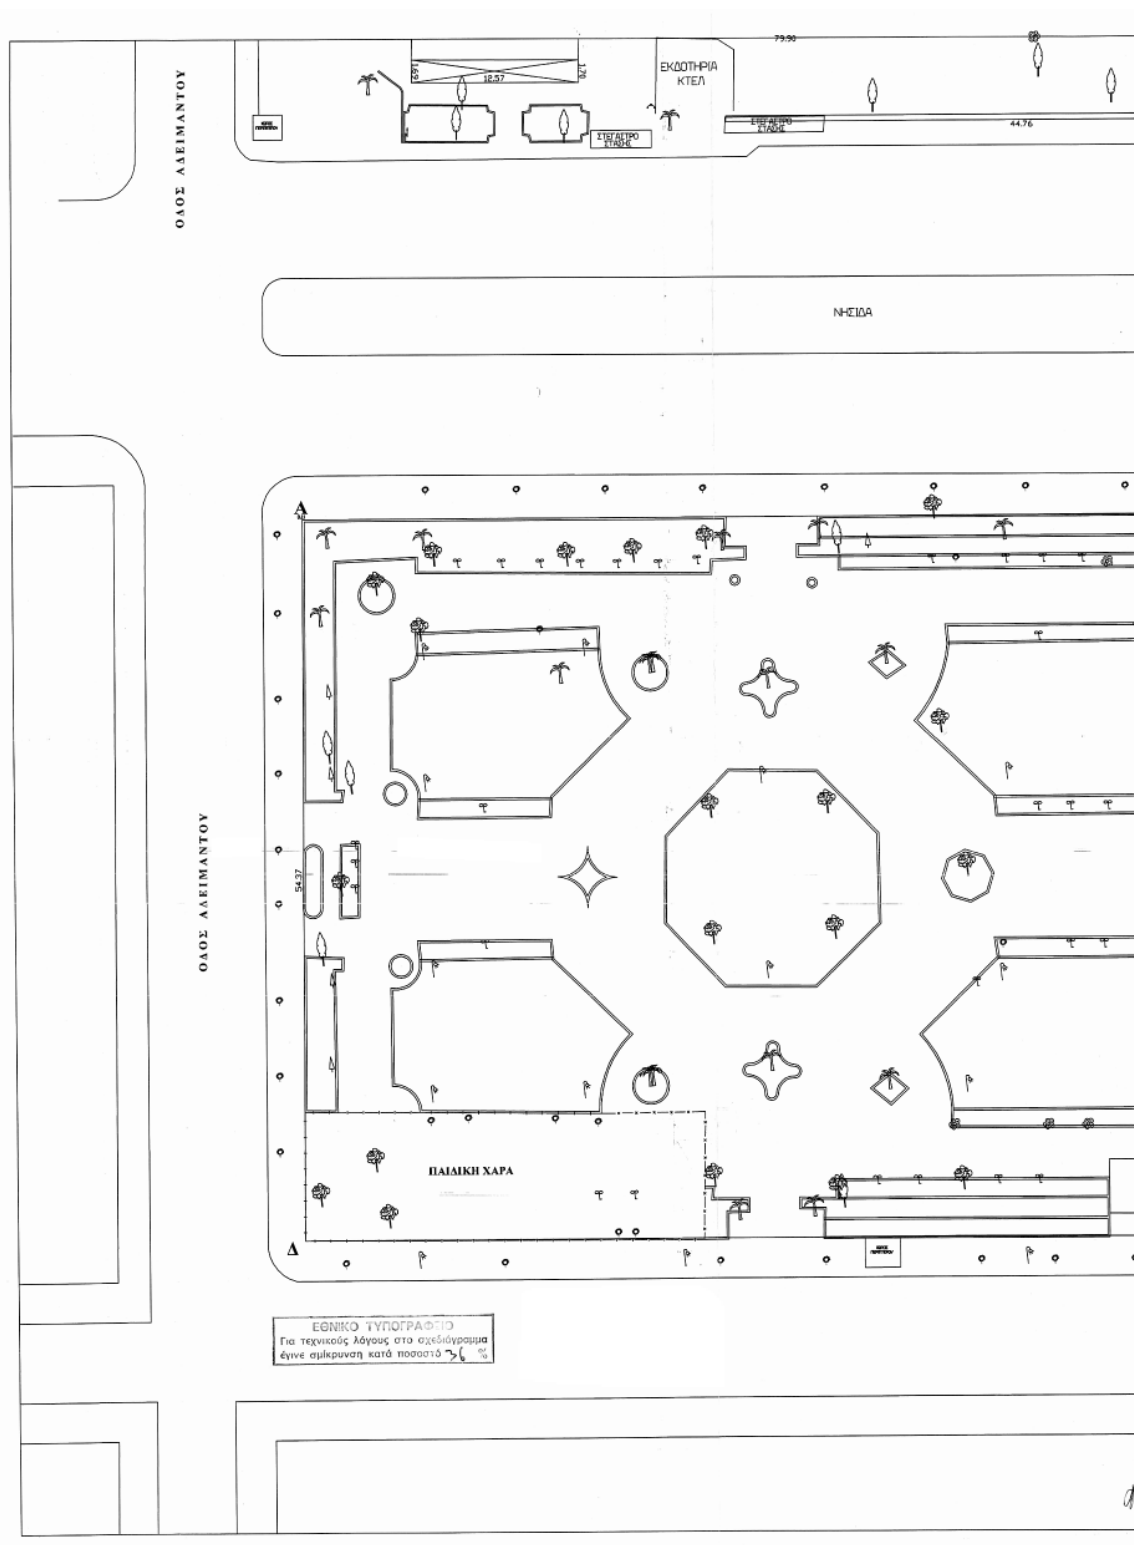 79.90
ΟΔΟΣ ΑΔΕΙΜΑΝΤΟΥ
1.69
12.57
1.70
ΕΚΔΟΤΗΡΙΑ
ΚΤΕΛ
ΣΤΕΓΑΣΤΡΟ
ΣΤΑΣΗΣ
ΣΤΕΓΑΣΤΡΟ
ΣΤΑΣΗΣ
44.76
ΝΗΣΙΔΑ
Α
54.37
ΟΔΟΣ ΑΔΕΙΜΑΝΤΟΥ
ΠΑΙΔΙΚΗ ΧΑΡΑ
Δ
ΕΘΝΙΚΟ ΤΥΠΟΓΡΑΦΕΙΟ
Για τεχνικούς λόγους στο σχεδιάγραμμα
έγινε σμίκρυνση κατά ποσοστό 36 %